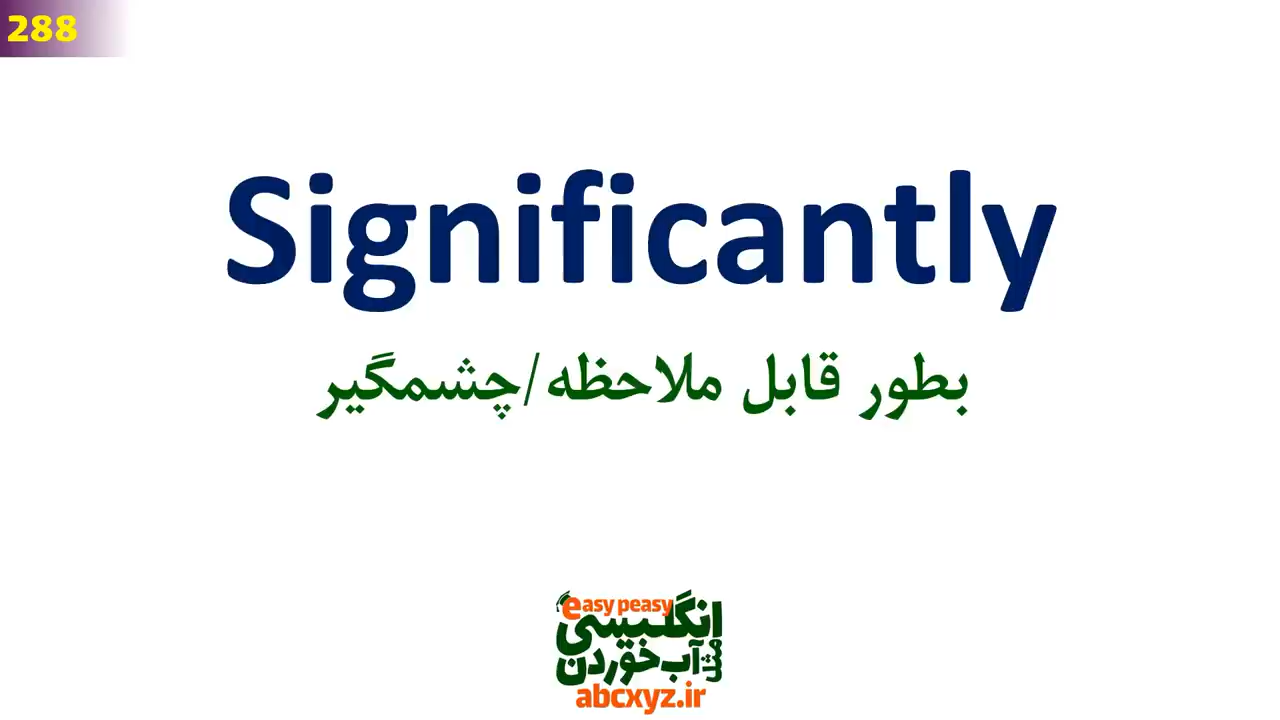 288
Significantly
بطور قابل ملاحظه/چشمگیر
easy peasy
انگلیسی
مثل آب خوردن
abcxyz.ir